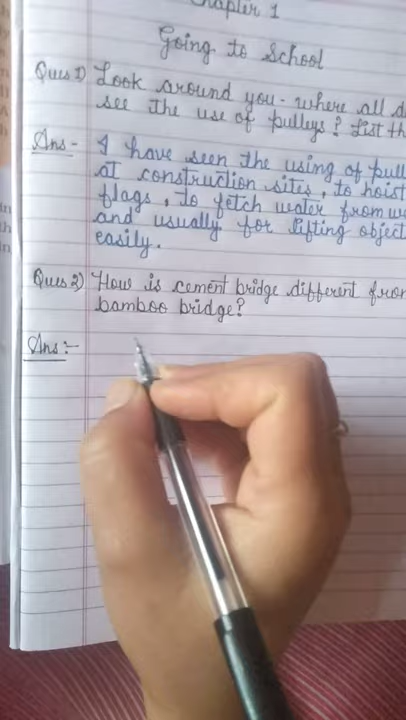 Chapter 1
Going to School
Ques 1) Look around you. Where all d
see the use of pulleys? List th
Ans - I have seen the using of pull
at construction sites, to hoist
flags, to fetch water from w
and usually for lifting object
easily.
Ques 2) How is cement bridge different from
bamboo bridge?
Ans :-